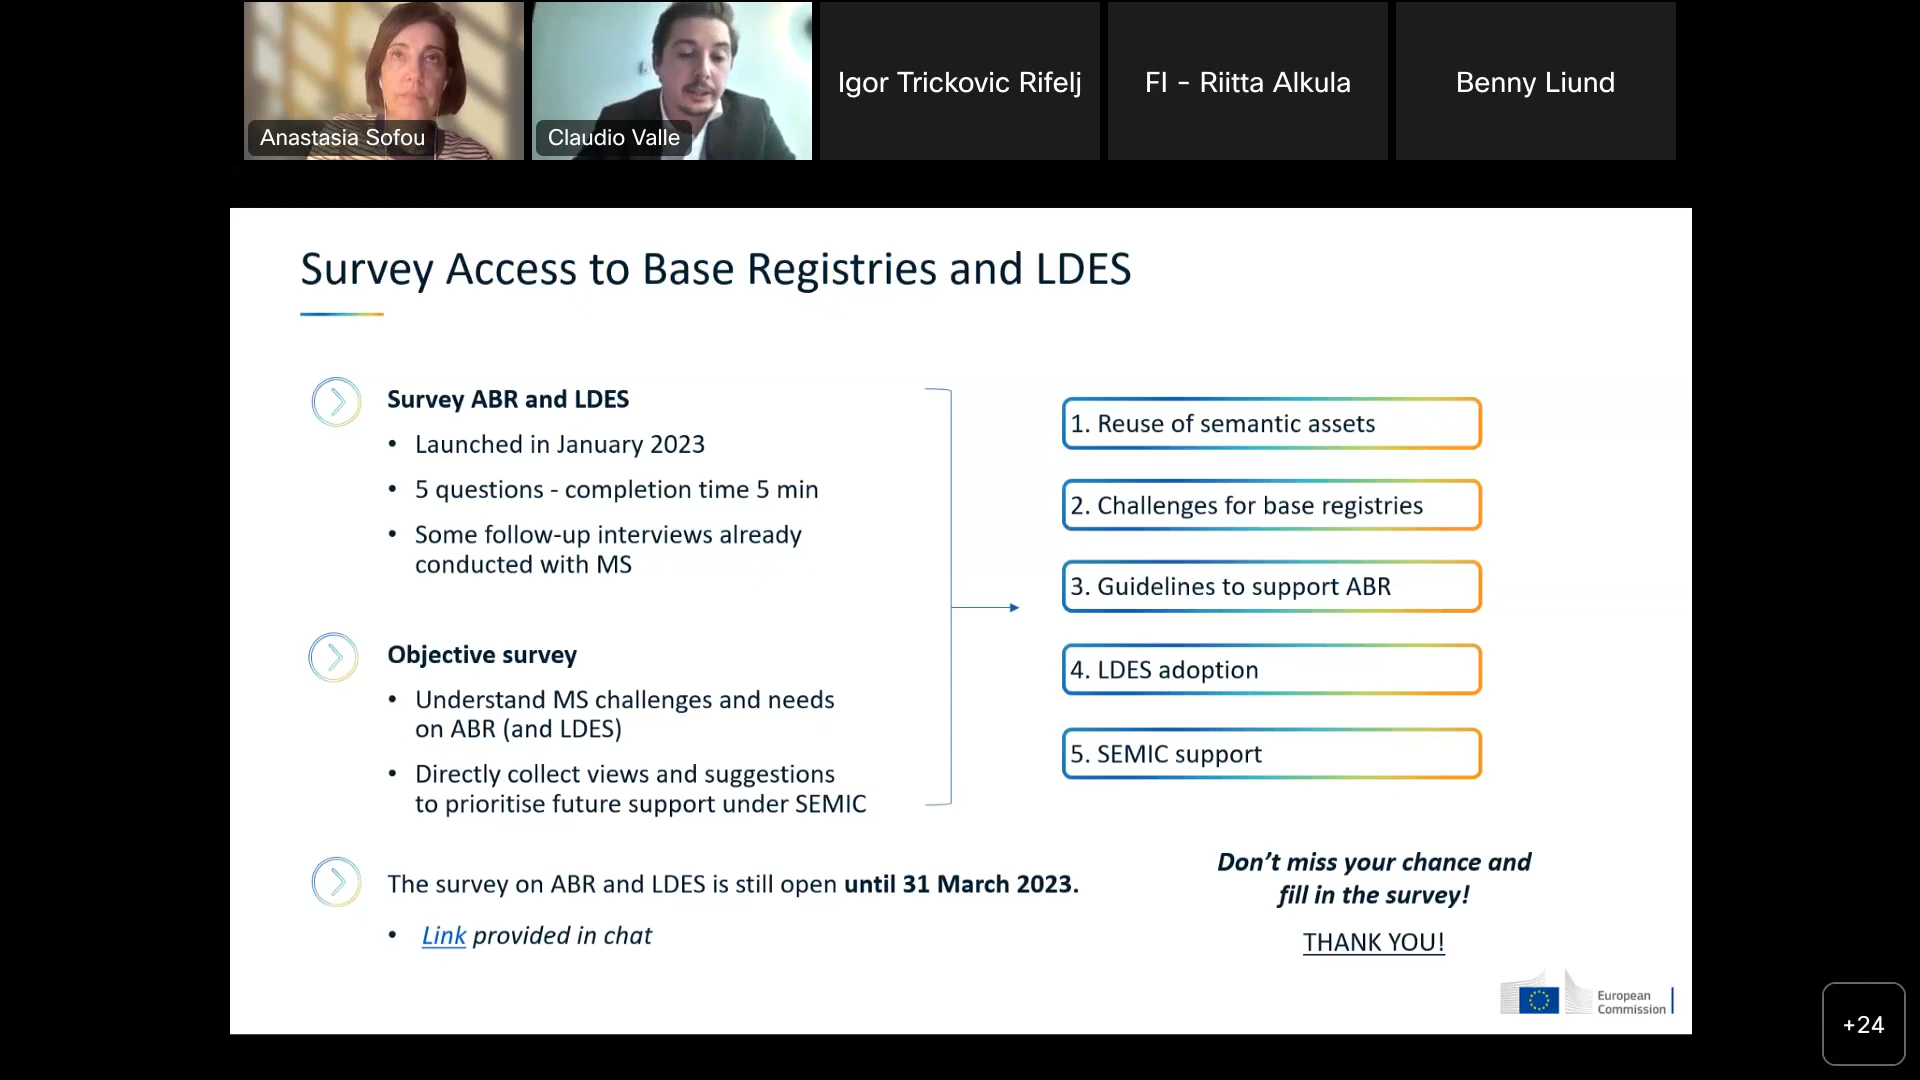 Anastasia Sofou
Claudio Valle
Igor Trickovic Rifelj
FI - Riitta Alkula
Benny Liund
Survey Access to Base Registries and LDES
Survey ABR and LDES
• Launched in January 2023
• 5 questions - completion time 5 min
• Some follow-up interviews already
conducted with MS
Objective survey
• Understand MS challenges and needs
on ABR (and LDES)
• Directly collect views and suggestions
to prioritise future support under SEMIC
The survey on ABR and LDES is still open until 31 March 2023.
• Link provided in chat
1. Reuse of semantic assets
2. Challenges for base registries
3. Guidelines to support ABR
4. LDES adoption
5. SEMIC support
Don’t miss your chance and
fill in the survey!
THANK YOU!
European
Commission
+24